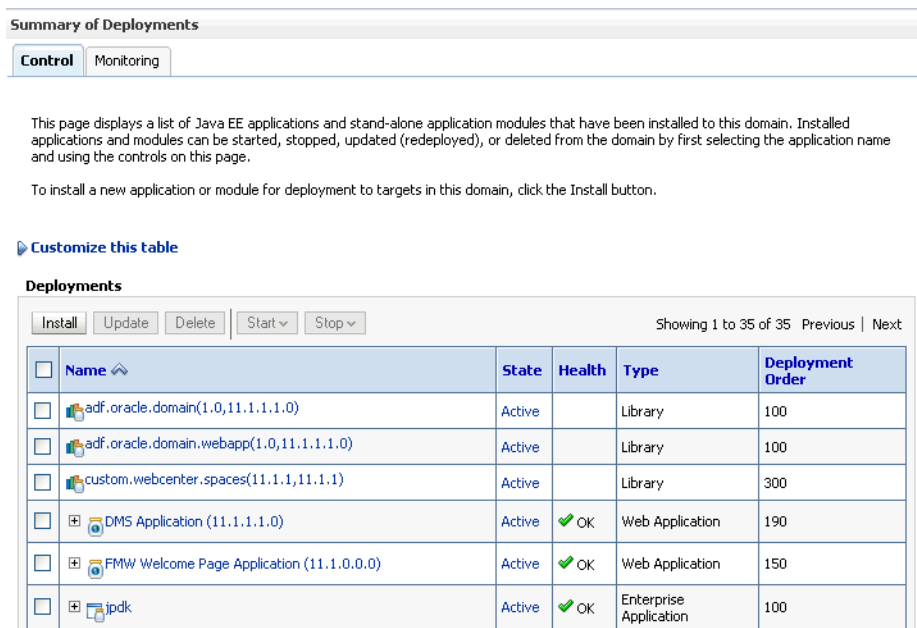 Summary of Deployments
Control Monitoring
This page displays a list of Java EE applications and stand-alone application modules that have been installed to this domain. Installed
applications and modules can be started, stopped, updated (redeployed), or deleted from the domain by first selecting the application name
and using the controls on this page.
To install a new application or module for deployment to targets in this domain, click the Install button.
Customize this table
Deployments
Install Update Delete Start Stop Showing 1 to 35 of 35 Previous | Next
Name State Health Type Deployment
Order
adf.oracle.domain(1.0,11.1.1.1.0) Active Library 100
adf.oracle.domain.webapp(1.0,11.1.1.1.0) Active Library 100
custom.webcenter.spaces(11.1.1,11.1.1) Active Library 300
DMS Application (11.1.1.1.0) Active OK Web Application 190
FMW Welcome Page Application (11.1.0.0.0) Active OK Web Application 150
jpdk Active OK Enterprise
Application 100